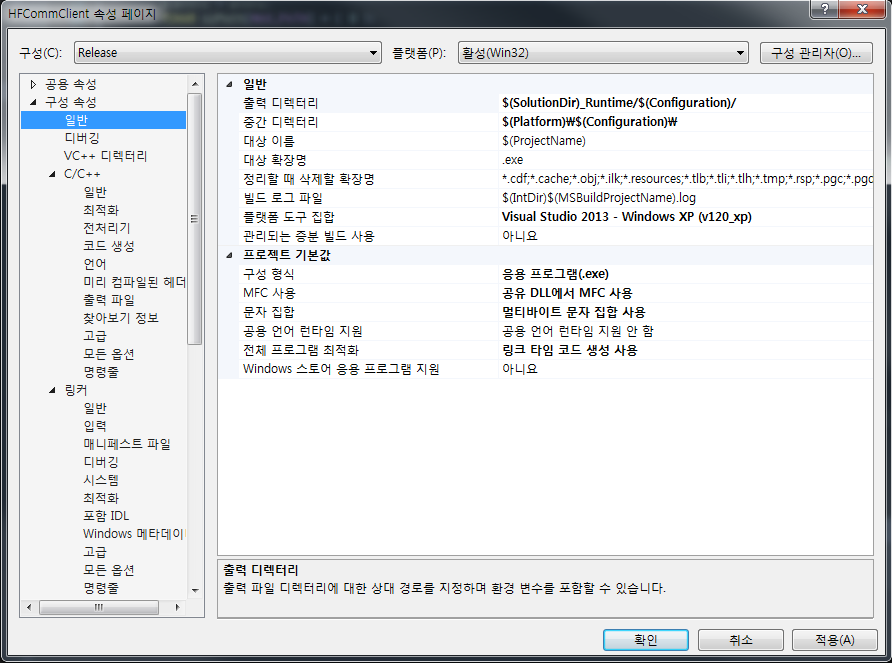 HFCommClient 속성 페이지
구성(C): Release 플랫폼(P): 활성(Win32) 구성 관리자(O)...
공용 속성
구성 속성
일반
디버깅
VC++ 디렉터리
C/C++
일반
최적화
전처리기
코드 생성
언어
미리 컴파일된 헤더
출력 파일
찾아보기 정보
고급
모든 옵션
명령줄
링커
일반
입력
매니페스트 파일
디버깅
시스템
최적화
포함 IDL
Windows 메타데이
고급
모든 옵션
명령줄
일반
출력 디렉터리 $(SolutionDir)_Runtime/$(Configuration)/
중간 디렉터리 $(Platform)₩$(Configuration)₩
대상 이름 $(ProjectName)
대상 확장명 .exe
정리할 때 삭제할 확장명 *.cdf;*.cache;*.obj;*.ilk;*.resources;*.tlb;*.tli;*.tlh;*.tmp;*.rsp;*.pgc;*.pgd
빌드 로그 파일 $(IntDir)$(MSBuildProjectName).log
플랫폼 도구 집합 Visual Studio 2013 - Windows XP (v120_xp)
관리되는 증분 빌드 사용 아니요
프로젝트 기본값
구성 형식 응용 프로그램(.exe)
MFC 사용 공유 DLL에서 MFC 사용
문자 집합 멀티바이트 문자 집합 사용
공용 언어 런타임 지원 공용 언어 런타임 지원 안 함
전체 프로그램 최적화 링크 타임 코드 생성 사용
Windows 스토어 응용 프로그램 지원 아니요
출력 디렉터리
출력 파일 디렉터리에 대한 상대 경로를 지정하며 환경 변수를 포함할 수 있습니다.
확인 취소 적용(A)